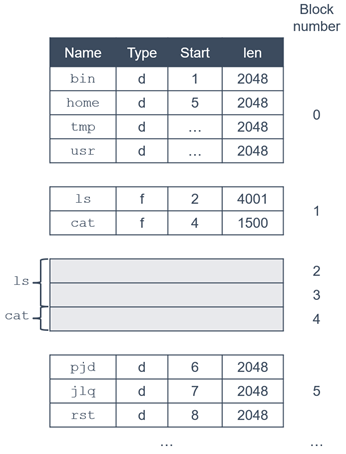 Block
number
Name Type Start len
bin d 1 2048
home d 5 2048
0
tmp d ... 2048
usr d ... 2048
ls f 2 4001
1
cat f 4 1500
2
ls
3
cat
4
pjd d 6 2048
jlq d 7 2048 5
rst d 8 2048
... ...